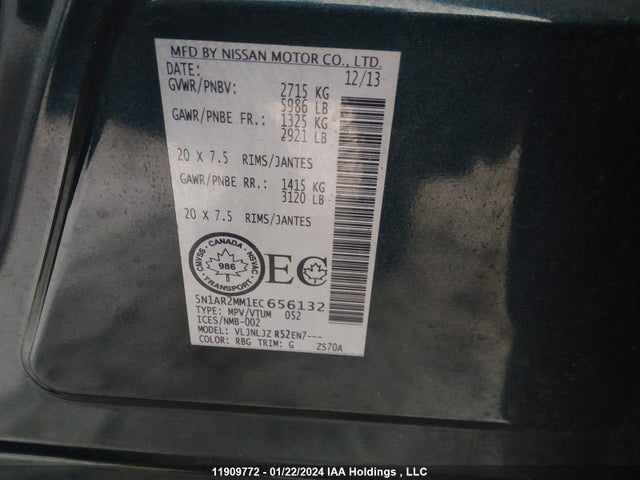 MFD BY NISSAN MOTOR CO., LTD.
DATE: 12/13
GVWR/PNBV: 2715 KG
5986 LB
GAWR/PNBE FR.: 1325 KG
2921 LB
20 X 7.5 RIMS/JANTES
GAWR/PNBE RR.: 1415 KG
3120 LB
20 X 7.5 RIMS/JANTES
CMVSS · CANADA · NSVAC
986
TRANSPORT
EC
5N1AR2MM1EC656132
TYPE: MPV/VTUM 052
ICES/NMB-002
MODEL: VLJNLJZ R52EN7---
COLOR: RBG TRIM: G ZS70A
11909772 - 01/22/2024 IAA Holdings , LLC